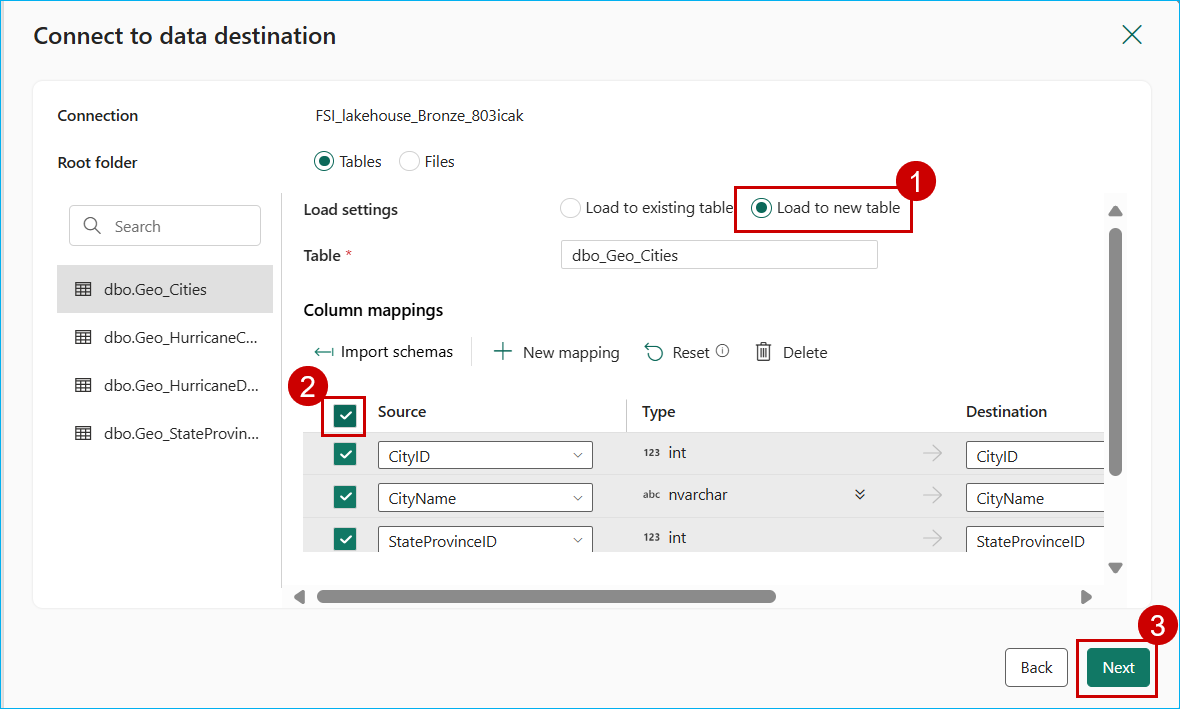 Connect to data destination
Connection FSI_lakehouse_Bronze_803icak
Root folder Tables Files
1
Load settings Load to existing table Load to new table
Search
Table * dbo_Geo_Cities
dbo.Geo_Cities
Column mappings
dbo.Geo_HurricaneC...
Import schemas New mapping Reset Delete
dbo.Geo_HurricaneD...
2
Source Type Destination
dbo.Geo_StateProvin...
CityID 123 int CityID
CityName abc nvarchar CityName
StateProvinceID 123 int StateProvinceID
3
Back Next